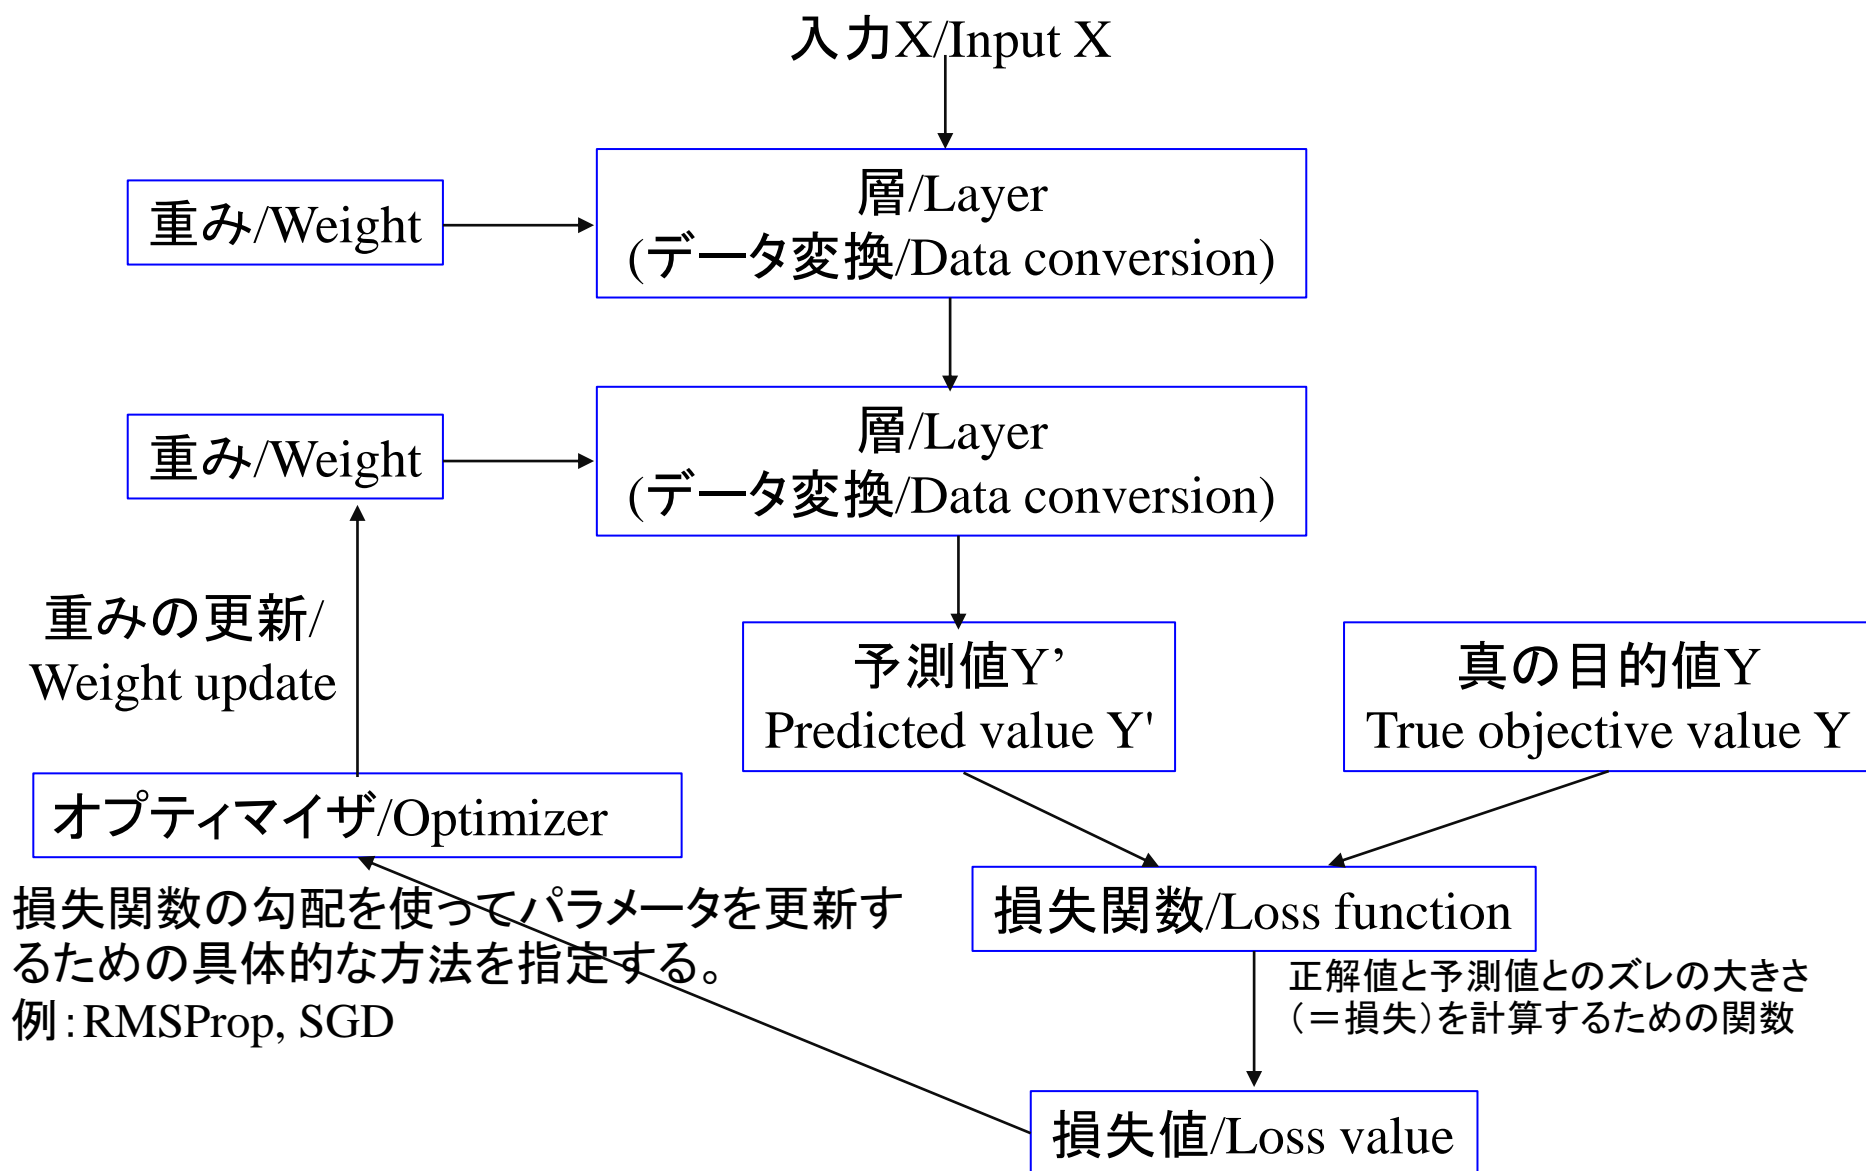 入力X/Input X
重み/Weight
層/Layer
(データ変換/Data conversion)
重み/Weight
層/Layer
(データ変換/Data conversion)
重みの更新/
Weight update
予測値Y’
Predicted value Y'
真の目的値Y
True objective value Y
オプティマイザ/Optimizer
損失関数の勾配を使ってパラメータを更新す
るための具体的な方法を指定する。
例:RMSProp, SGD
損失関数/Loss function
正解値と予測値とのズレの大きさ
(=損失)を計算するための関数
損失値/Loss value